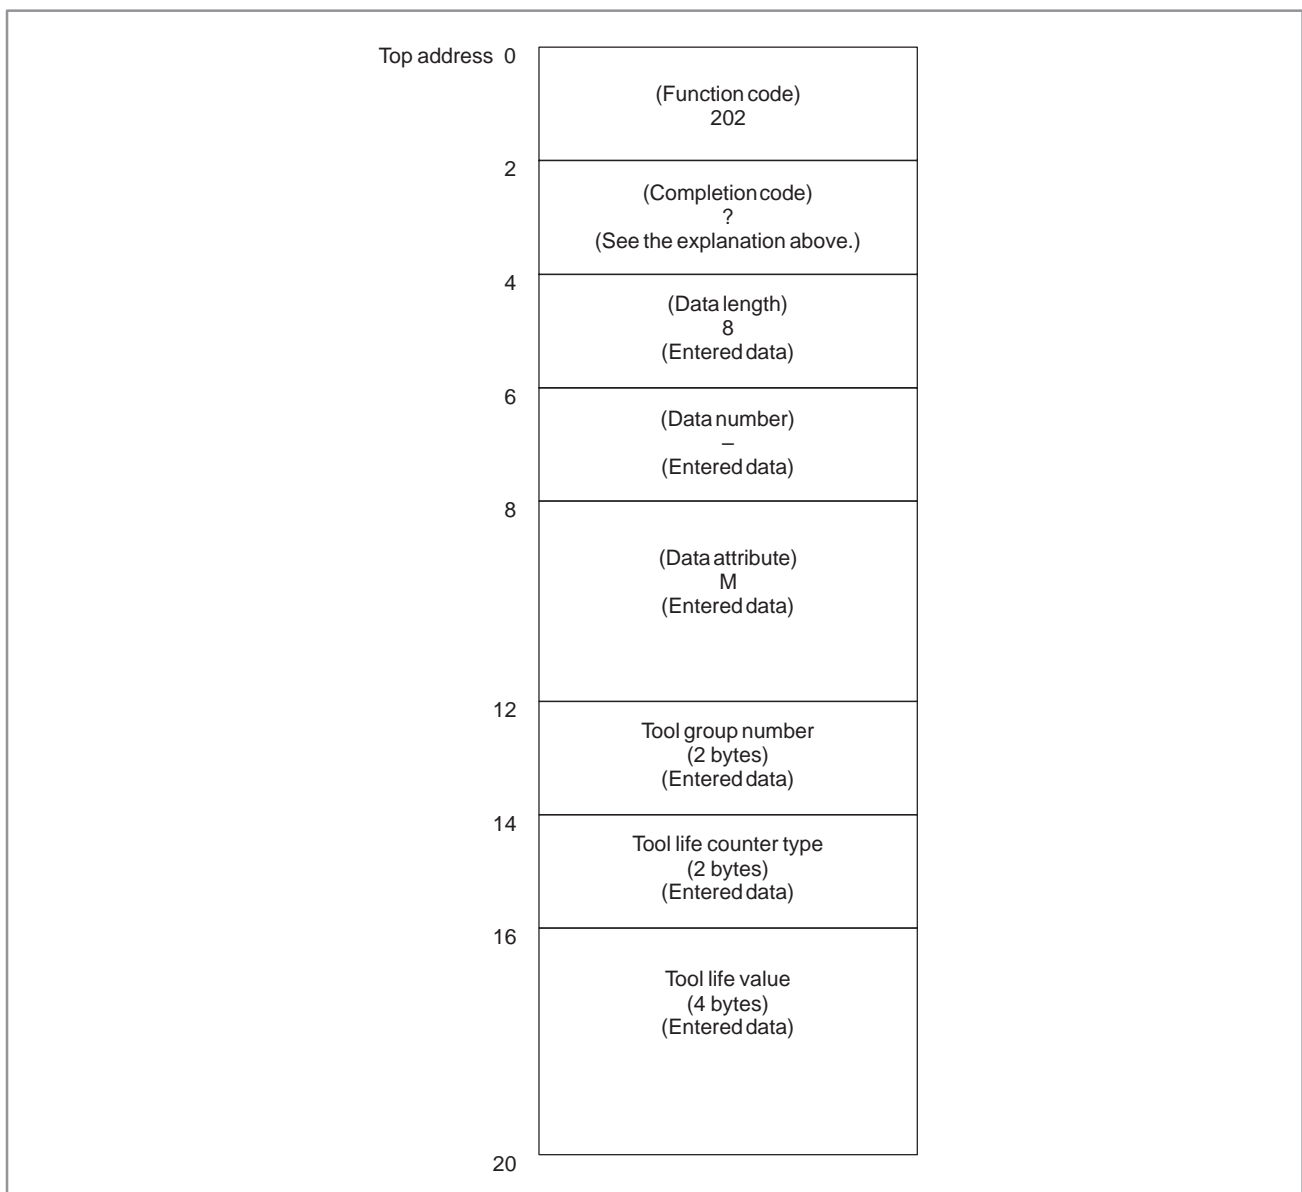 Top address 0
(Function code)
202
2
(Completion code)
?
(See the explanation above.)
4
(Data length)
8
(Entered data)
6
(Data number)
–
(Entered data)
8
(Data attribute)
M
(Entered data)
12
Tool group number
(2 bytes)
(Entered data)
14
Tool life counter type
(2 bytes)
(Entered data)
16
Tool life value
(4 bytes)
(Entered data)
20